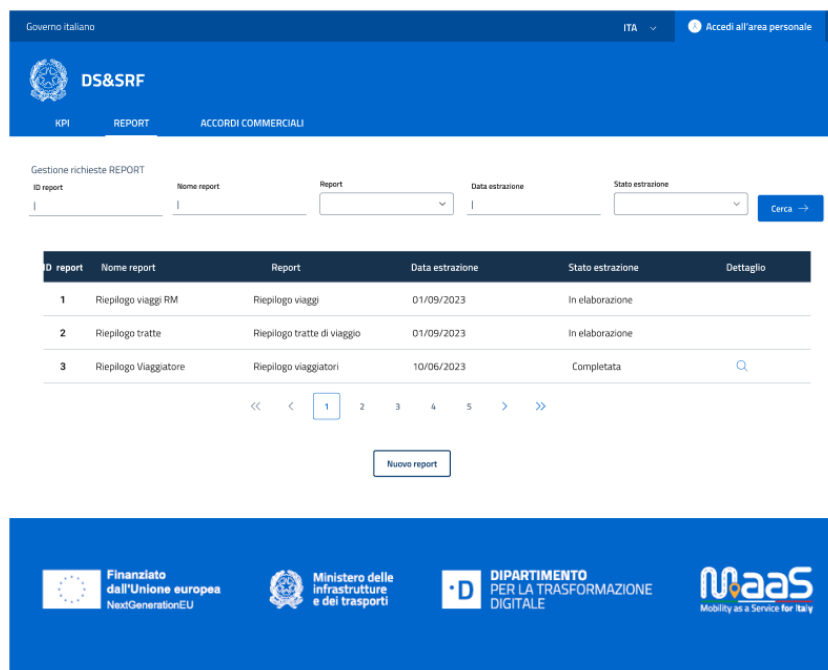 Governo italiano
ITA
Accedi all'area personale
DS&SRF
KPI REPORT ACCORDI COMMERCIALI
Gestione richieste REPORT
ID report Nome report Report Data estrazione Stato estrazione
Cerca →
ID report Nome report Report Data estrazione Stato estrazione Dettaglio
1 Riepilogo viaggi RM Riepilogo viaggi 01/09/2023 In elaborazione
2 Riepilogo tratte Riepilogo tratte di viaggio 01/09/2023 In elaborazione
3 Riepilogo Viaggiatore Riepilogo viaggiatori 10/06/2023 Completata
1 2 3 4 5
Nuovo report
Finanziato
dall'Unione europea
NextGenerationEU
Ministero delle
infrastrutture
e dei trasporti
·D
DIPARTIMENTO
PER LA TRASFORMAZIONE
DIGITALE
MaaS
Mobility as a Service for Italy